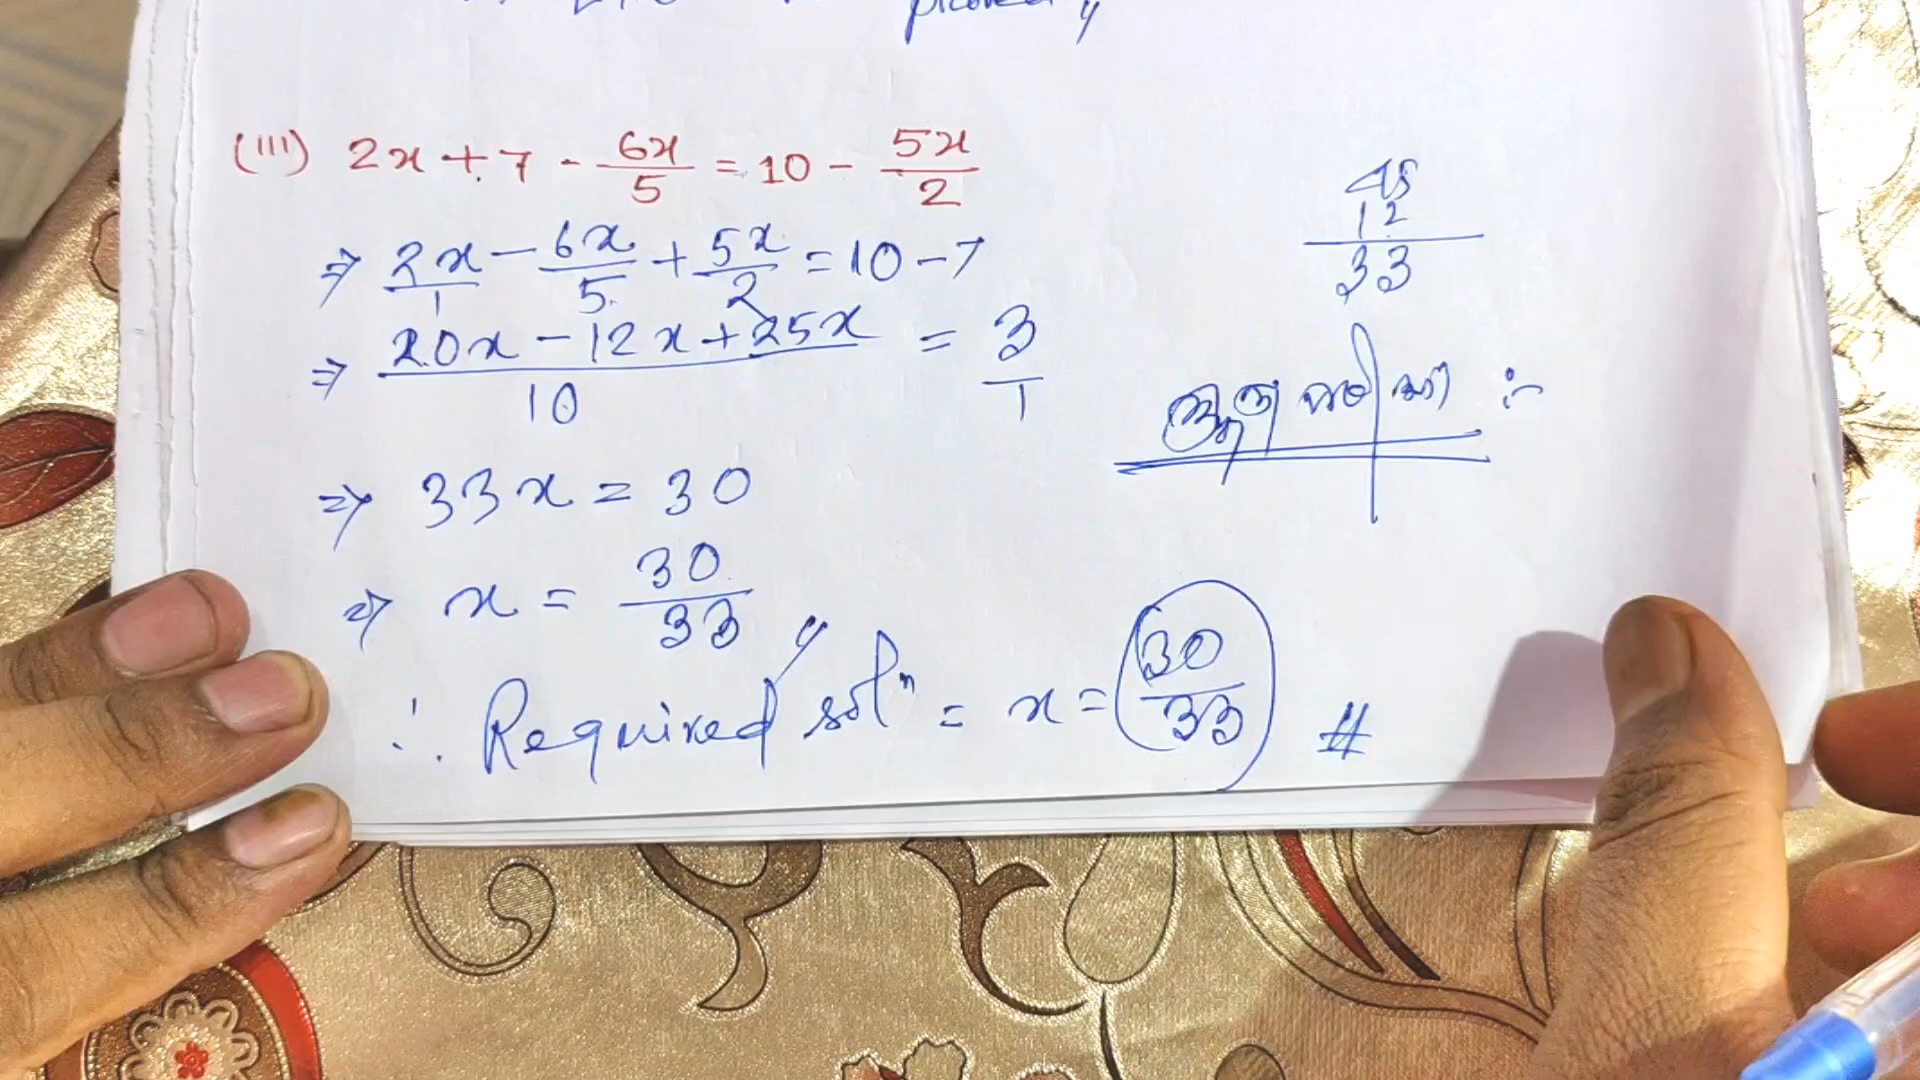 (iii) 2x + 7 - 6x/5 = 10 - 5x/2
⇒ 2x/1 - 6x/5 + 5x/2 = 10 - 7
⇒ (20x - 12x + 25x)/10 = 3/1
⇒ 33x = 30
⇒ x = 30/33
∴ Required solⁿ = x = 30/33 #
45
12
33